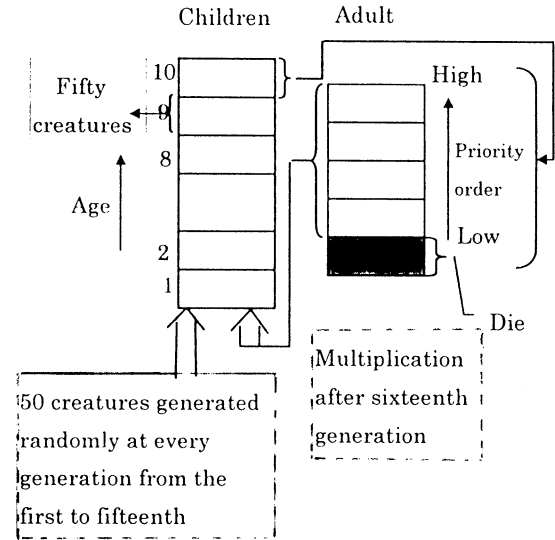 Children
Adult
10
9
8
2
1
Fifty
creatures
Age
High
Priority
order
Low
Die
Multiplication
after sixteenth
generation
50 creatures generated
randomly at every
generation from the
first to fifteenth